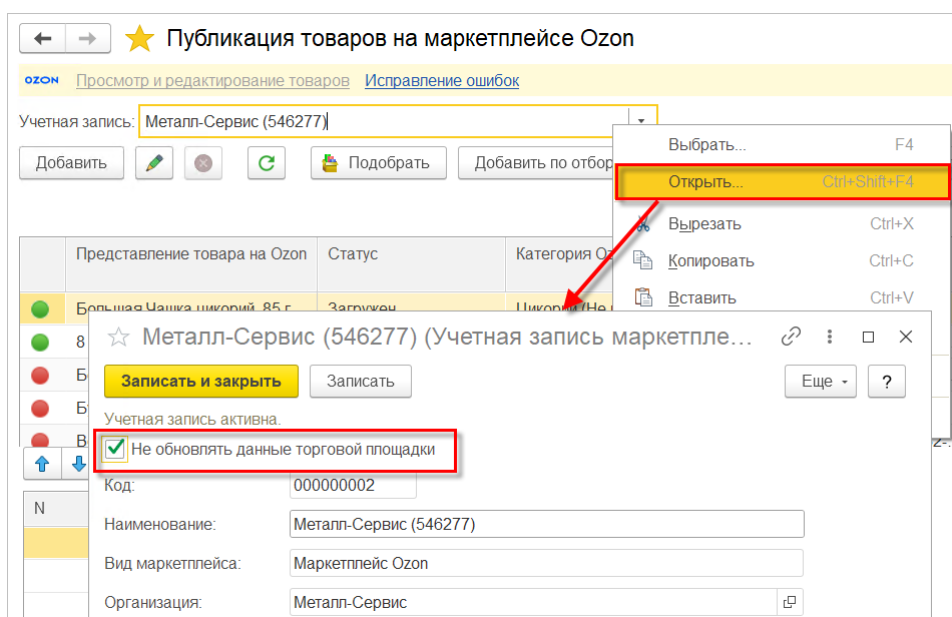 Публикация товаров на маркетплейсе Ozon
OZON Просмотр и редактирование товаров Исправление ошибок
Учетная запись: Металл-Сервис (546277)
Выбрать... F4
Добавить Подобрать Добавить по отбор
Открыть... Ctrl+Shift+F4
Вырезать Ctrl+X
Представление товара на Ozon Статус Категория Oz
Копировать Ctrl+C
Вставить Ctrl+V
Большая Чашка цикорий, 85 г Загружен Цикорий (Не
8 Металл-Сервис (546277) (Учетная запись маркетпле...
Б Записать и закрыть Записать Еще ?
Б Учетная запись активна.
В Не обновлять данные торговой площадки
Код: 000000002
N Наименование: Металл-Сервис (546277)
Вид маркетплейса: Маркетплейс Ozon
Организация: Металл-Сервис